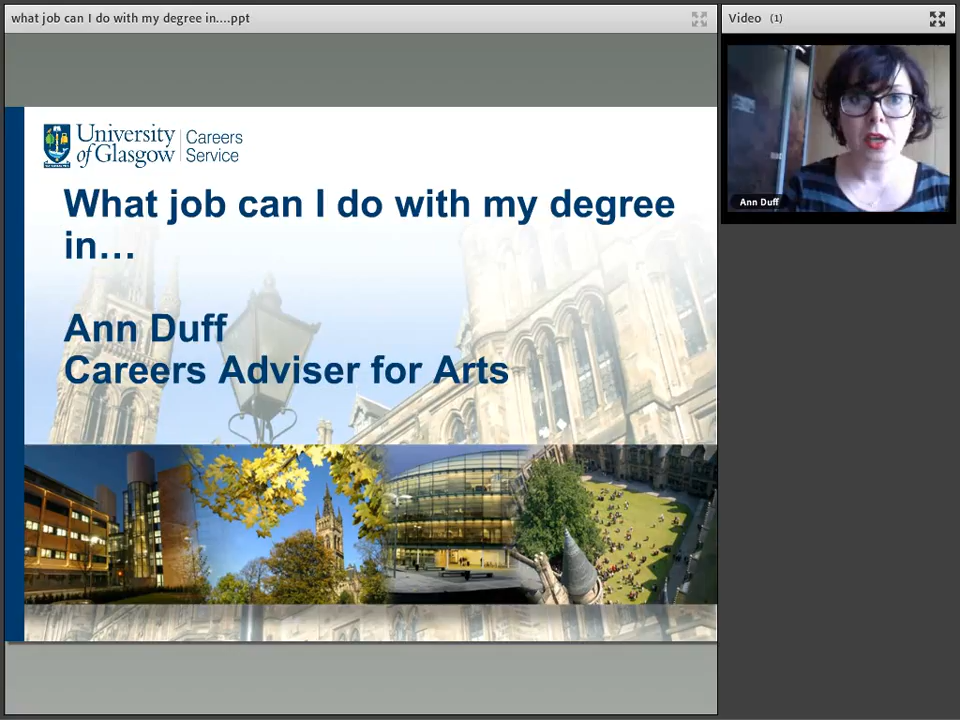 what job can I do with my degree in....ppt
Video (1)
University
of Glasgow
Careers
Service
What job can I do with my degree
in…
Ann Duff
Careers Adviser for Arts
Ann Duff